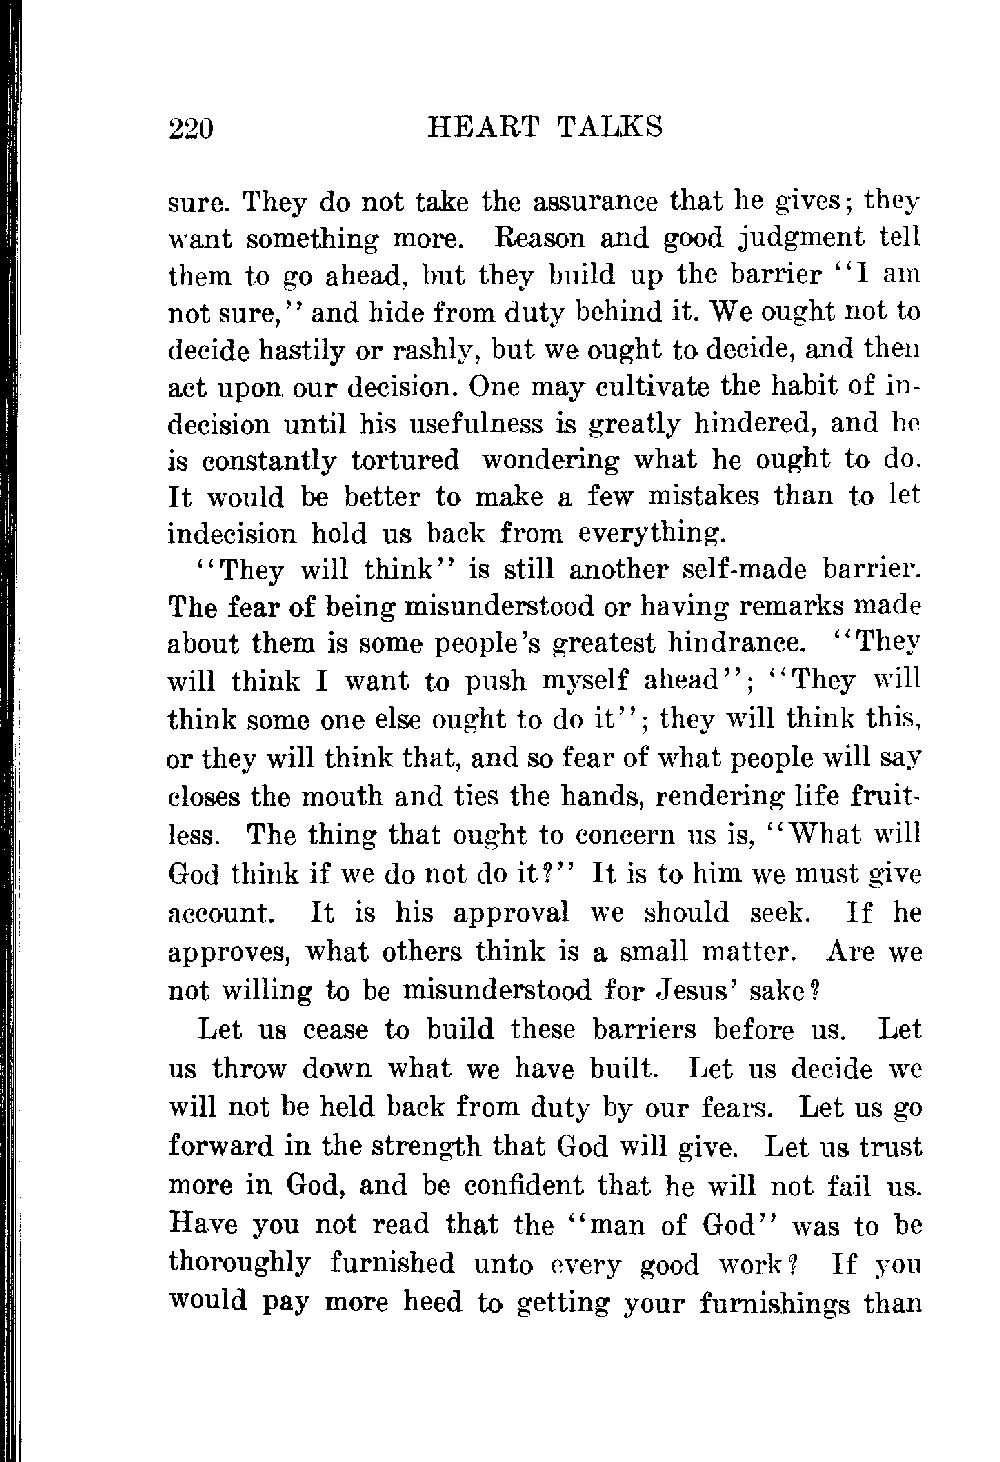 220 HEART TALKS
sure. They do not take the assurance that he gives; they
want something more. Reason and good judgment tell
them to go ahead, but they build up the barrier "I am
not sure," and hide from duty behind it. We ought not to
decide hastily or rashly, but we ought to decide, and then
act upon our decision. One may cultivate the habit of in-
decision until his usefulness is greatly hindered, and he
is constantly tortured wondering what he ought to do.
It would be better to make a few mistakes than to let
indecision hold us back from everything.
"They will think" is still another self-made barrier.
The fear of being misunderstood or having remarks made
about them is some people's greatest hindrance. "They
will think I want to push myself ahead"; "They will
think some one else ought to do it"; they will think this,
or they will think that, and so fear of what people will say
closes the mouth and ties the hands, rendering life fruit-
less. The thing that ought to concern us is, "What will
God think if we do not do it?" It is to him we must give
account. It is his approval we should seek. If he
approves, what others think is a small matter. Are we
not willing to be misunderstood for Jesus' sake?
Let us cease to build these barriers before us. Let
us throw down what we have built. Let us decide we
will not be held back from duty by our fears. Let us go
forward in the strength that God will give. Let us trust
more in God, and be confident that he will not fail us.
Have you not read that the "man of God" was to be
thoroughly furnished unto every good work? If you
would pay more heed to getting your furnishings than